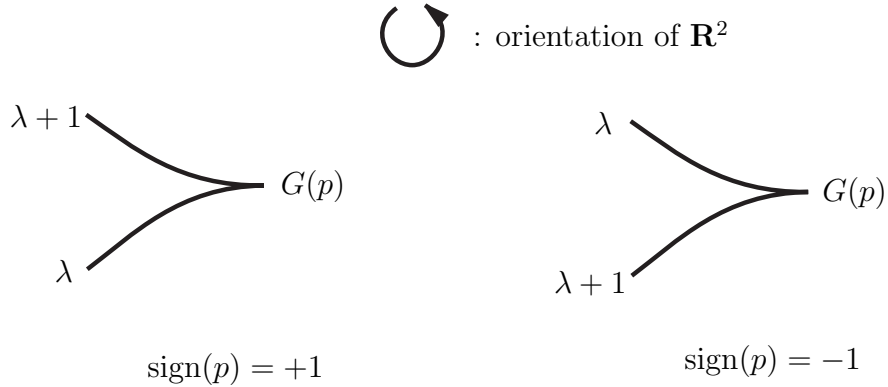 : orientation of R²
λ + 1
λ
G(p)
G(p)
λ
λ + 1
sign(p) = +1
sign(p) = −1